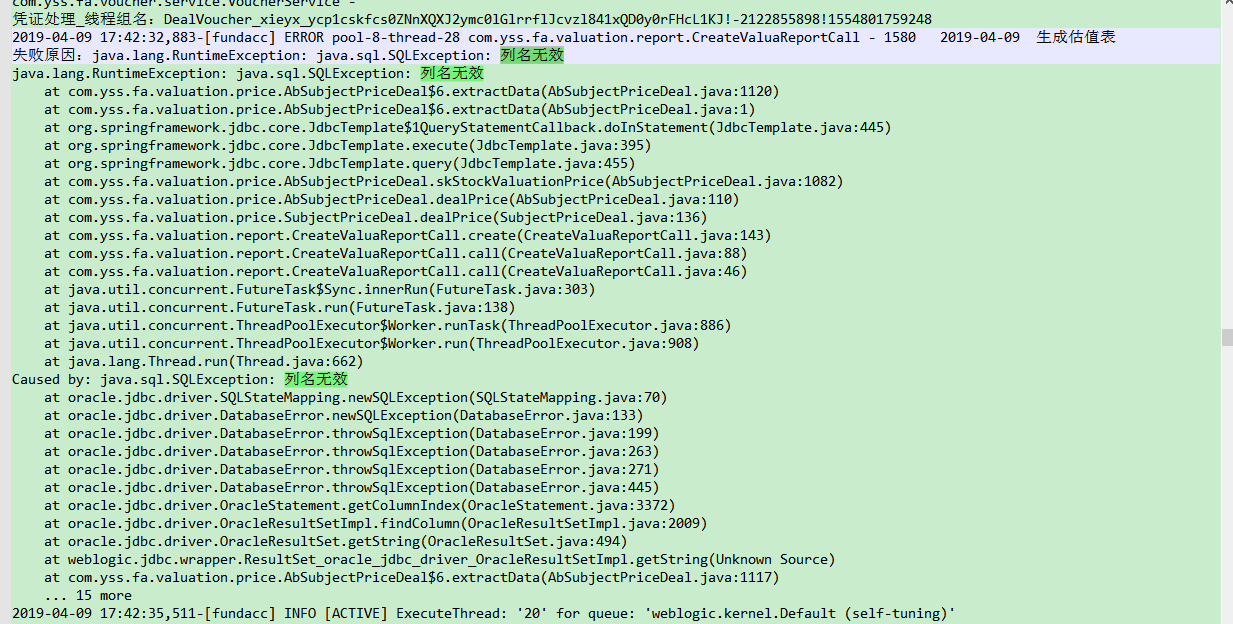 com.yss.fa.voucher.service.VoucherService -
凭证处理_线程组名：DealVoucher_xieyx_ycp1cskfcs0ZNnXQXJ2ymc0lGlrrflJcvzl841xQD0y0rFHcL1KJ!-2122855898!1554801759248
2019-04-09 17:42:32,883-[fundacc] ERROR pool-8-thread-28 com.yss.fa.valuation.report.CreateValuaReportCall - 1580   2019-04-09  生成估值表
失败原因：java.lang.RuntimeException: java.sql.SQLException: 列名无效
java.lang.RuntimeException: java.sql.SQLException: 列名无效
    at com.yss.fa.valuation.price.AbSubjectPriceDeal$6.extractData(AbSubjectPriceDeal.java:1120)
    at com.yss.fa.valuation.price.AbSubjectPriceDeal$6.extractData(AbSubjectPriceDeal.java:1)
    at org.springframework.jdbc.core.JdbcTemplate$1QueryStatementCallback.doInStatement(JdbcTemplate.java:445)
    at org.springframework.jdbc.core.JdbcTemplate.execute(JdbcTemplate.java:395)
    at org.springframework.jdbc.core.JdbcTemplate.query(JdbcTemplate.java:455)
    at com.yss.fa.valuation.price.AbSubjectPriceDeal.skStockValuationPrice(AbSubjectPriceDeal.java:1082)
    at com.yss.fa.valuation.price.AbSubjectPriceDeal.dealPrice(AbSubjectPriceDeal.java:110)
    at com.yss.fa.valuation.price.SubjectPriceDeal.dealPrice(SubjectPriceDeal.java:136)
    at com.yss.fa.valuation.report.CreateValuaReportCall.create(CreateValuaReportCall.java:143)
    at com.yss.fa.valuation.report.CreateValuaReportCall.call(CreateValuaReportCall.java:88)
    at com.yss.fa.valuation.report.CreateValuaReportCall.call(CreateValuaReportCall.java:46)
    at java.util.concurrent.FutureTask$Sync.innerRun(FutureTask.java:303)
    at java.util.concurrent.FutureTask.run(FutureTask.java:138)
    at java.util.concurrent.ThreadPoolExecutor$Worker.runTask(ThreadPoolExecutor.java:886)
    at java.util.concurrent.ThreadPoolExecutor$Worker.run(ThreadPoolExecutor.java:908)
    at java.lang.Thread.run(Thread.java:662)
Caused by: java.sql.SQLException: 列名无效
    at oracle.jdbc.driver.SQLStateMapping.newSQLException(SQLStateMapping.java:70)
    at oracle.jdbc.driver.DatabaseError.newSQLException(DatabaseError.java:133)
    at oracle.jdbc.driver.DatabaseError.throwSqlException(DatabaseError.java:199)
    at oracle.jdbc.driver.DatabaseError.throwSqlException(DatabaseError.java:263)
    at oracle.jdbc.driver.DatabaseError.throwSqlException(DatabaseError.java:271)
    at oracle.jdbc.driver.DatabaseError.throwSqlException(DatabaseError.java:445)
    at oracle.jdbc.driver.OracleStatement.getColumnIndex(OracleStatement.java:3372)
    at oracle.jdbc.driver.OracleResultSetImpl.findColumn(OracleResultSetImpl.java:2009)
    at oracle.jdbc.driver.OracleResultSet.getString(OracleResultSet.java:494)
    at weblogic.jdbc.wrapper.ResultSet_oracle_jdbc_driver_OracleResultSetImpl.getString(Unknown Source)
    at com.yss.fa.valuation.price.AbSubjectPriceDeal$6.extractData(AbSubjectPriceDeal.java:1117)
    ... 15 more
2019-04-09 17:42:35,511-[fundacc] INFO [ACTIVE] ExecuteThread: '20' for queue: 'weblogic.kernel.Default (self-tuning)'